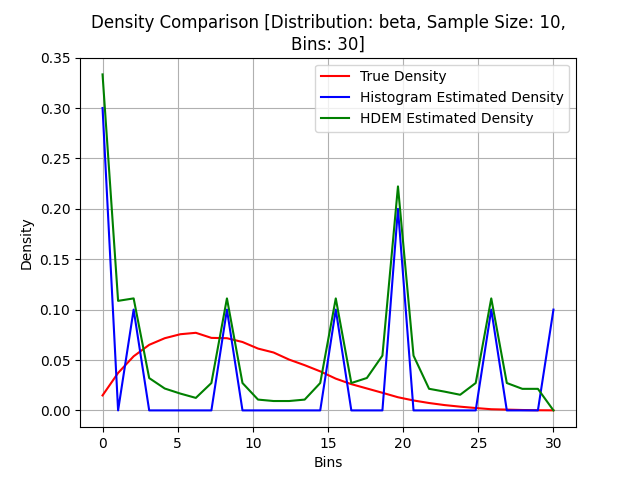 Density Comparison [Distribution: beta, Sample Size: 10,
Bins: 30]
True Density
Histogram Estimated Density
HDEM Estimated Density
Density
0.35
0.30
0.25
0.20
0.15
0.10
0.05
0.00
0 5 10 15 20 25 30
Bins